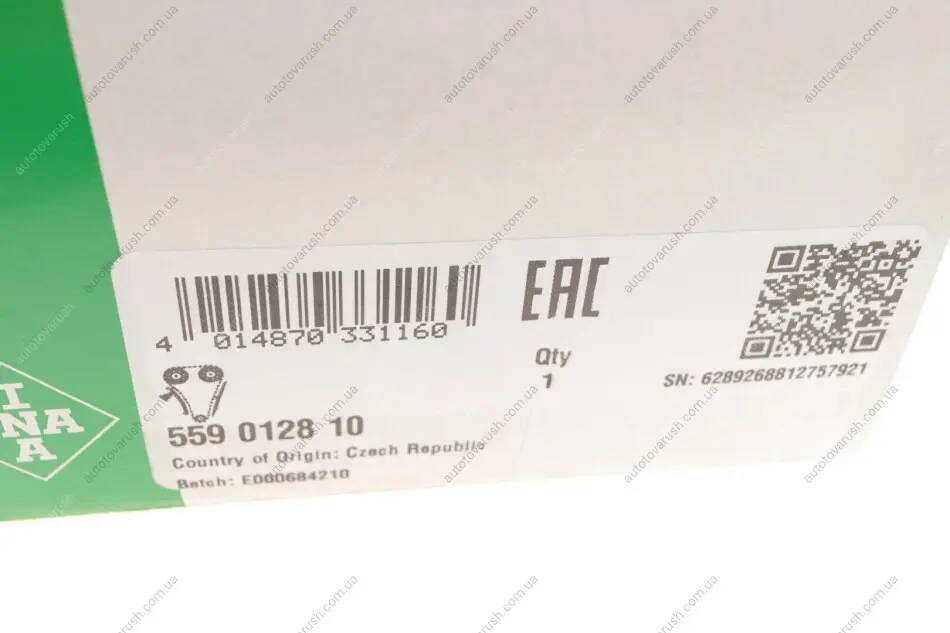 4 014870 331160
EAC
Qty
1
SN: 6289268812757921
559 0128 10
Country of Origin: Czech Republic
Batch: E000684210
I
NA
A
autotovarush.com.ua